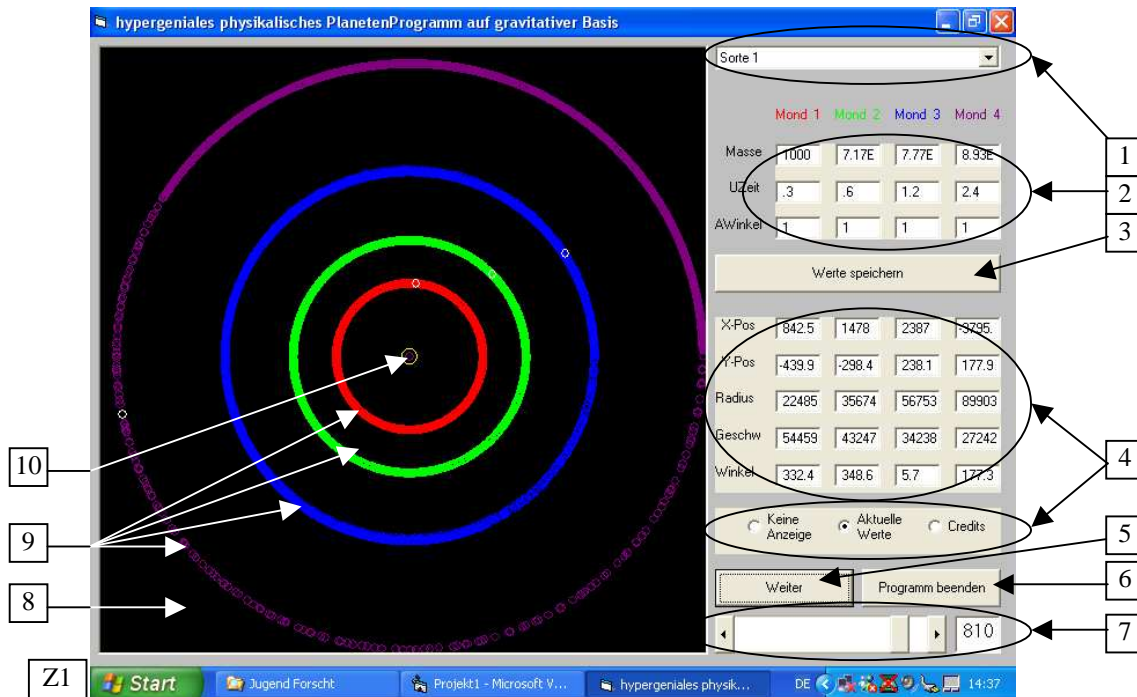 hypergeniales physikalisches PlanetenProgramm auf gravitativer Basis
Sorte 1
Mond 1 Mond 2 Mond 3 Mond 4
Masse 1000 7.17E 7.77E 8.93E
UZeit .3 .6 1.2 2.4
AWinkel 1 1 1 1
Werte speichern
X-Pos 842.5 1478 2387 -3795.
Y-Pos -439.9 -298.4 238.1 177.9
Radius 22485 35674 56753 89903
Geschw 54459 43247 34238 27242
Winkel 332.4 348.6 5.7 177.3
Keine Anzeige
Aktuelle Werte
Credits
Weiter Programm beenden
810
1
2
3
4
5
6
7
10
9
8
Z1
Start Jugend Forscht Projekt1 - Microsoft V... hypergeniales physik... DE 14:37